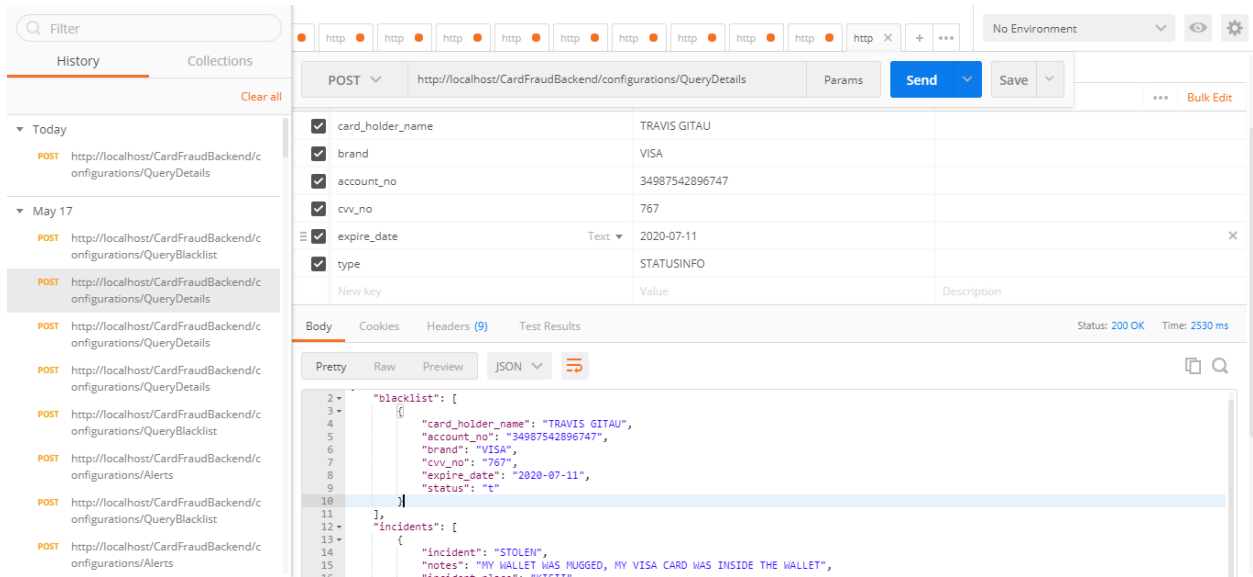 Filter
History Collections
Clear all
Today
POST http://localhost/CardFraudBackend/c
onfigurations/QueryDetails
May 17
POST http://localhost/CardFraudBackend/c
onfigurations/QueryBlacklist
POST http://localhost/CardFraudBackend/c
onfigurations/QueryDetails
POST http://localhost/CardFraudBackend/c
onfigurations/QueryDetails
POST http://localhost/CardFraudBackend/c
onfigurations/QueryDetails
POST http://localhost/CardFraudBackend/c
onfigurations/QueryBlacklist
POST http://localhost/CardFraudBackend/c
onfigurations/Alerts
POST http://localhost/CardFraudBackend/c
onfigurations/QueryBlacklist
POST http://localhost/CardFraudBackend/c
onfigurations/Alerts
http http http http http http http http http http × + •••
No Environment
POST http://localhost/CardFraudBackend/configurations/QueryDetails Params Send Save
••• Bulk Edit
card_holder_name TRAVIS GITAU
brand VISA
account_no 34987542896747
cvv_no 767
expire_date Text 2020-07-11 ×
type STATUSINFO
New key Value Description
Body Cookies Headers (9) Test Results Status: 200 OK Time: 2530 ms
Pretty Raw Preview JSON
2 "blacklist": [
3 {
4 "card_holder_name": "TRAVIS GITAU",
5 "account_no": "34987542896747",
6 "brand": "VISA",
7 "cvv_no": "767",
8 "expire_date": "2020-07-11",
9 "status": "t"
10 }
11 ],
12 "incidents": [
13 {
14 "incident": "STOLEN",
15 "notes": "MY WALLET WAS MUGGED, MY VISA CARD WAS INSIDE THE WALLET",
16 "incident_place": "KISII",